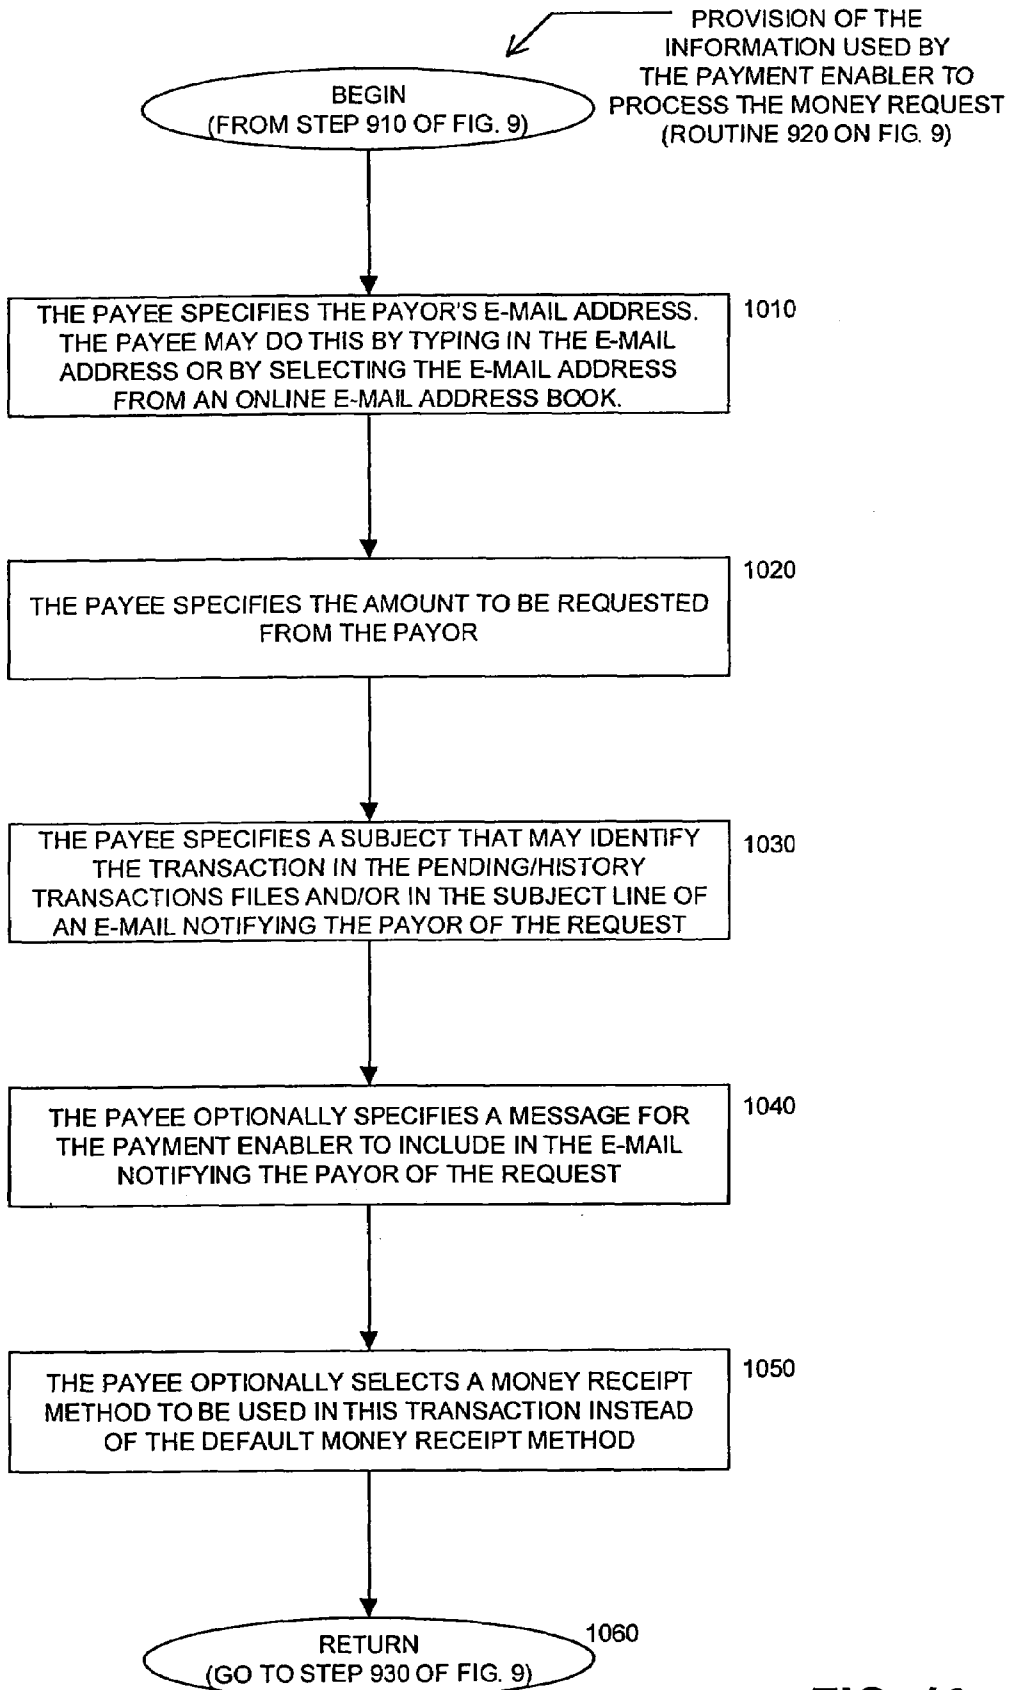 PROVISION OF THE
INFORMATION USED BY
THE PAYMENT ENABLER TO
PROCESS THE MONEY REQUEST
(ROUTINE 920 ON FIG. 9)
BEGIN
(FROM STEP 910 OF FIG. 9)
1010
THE PAYEE SPECIFIES THE PAYOR'S E-MAIL ADDRESS.
THE PAYEE MAY DO THIS BY TYPING IN THE E-MAIL
ADDRESS OR BY SELECTING THE E-MAIL ADDRESS
FROM AN ONLINE E-MAIL ADDRESS BOOK.
1020
THE PAYEE SPECIFIES THE AMOUNT TO BE REQUESTED
FROM THE PAYOR
1030
THE PAYEE SPECIFIES A SUBJECT THAT MAY IDENTIFY
THE TRANSACTION IN THE PENDING/HISTORY
TRANSACTIONS FILES AND/OR IN THE SUBJECT LINE OF
AN E-MAIL NOTIFYING THE PAYOR OF THE REQUEST
1040
THE PAYEE OPTIONALLY SPECIFIES A MESSAGE FOR
THE PAYMENT ENABLER TO INCLUDE IN THE E-MAIL
NOTIFYING THE PAYOR OF THE REQUEST
1050
THE PAYEE OPTIONALLY SELECTS A MONEY RECEIPT
METHOD TO BE USED IN THIS TRANSACTION INSTEAD
OF THE DEFAULT MONEY RECEIPT METHOD
1060
RETURN
(GO TO STEP 930 OF FIG. 9)